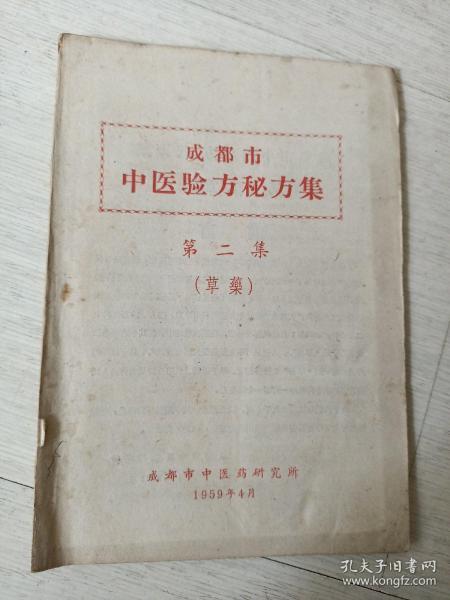 成都市
中医验方秘方集
第二集
(草藥)
成都市中医药研究所
1959年4月
孔夫子旧书网
www.kongfz.com